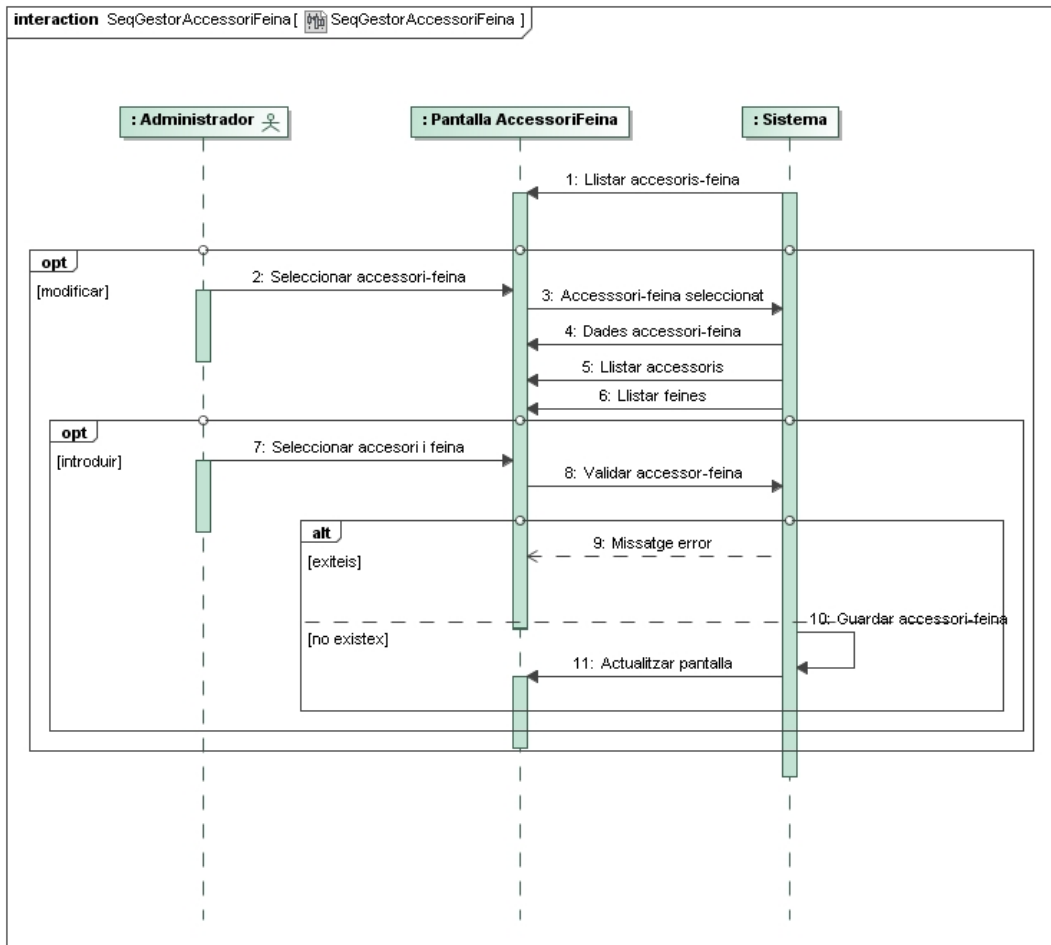 interaction SeqGestorAccessoriFeina [ SeqGestorAccessoriFeina ]
: Administrador
: Pantalla AccessoriFeina
: Sistema
1: Llistar accesoris-feina
opt
[modificar]
2: Seleccionar accessori-feina
3: Accesssori-feina seleccionat
4: Dades accessori-feina
5: Llistar accessoris
6: Llistar feines
opt
[introduir]
7: Seleccionar accesori i feina
8: Validar accessor-feina
alt
[exiteis]
9: Missatge error
10: Guardar accessori-feina
[no existex]
11: Actualitzar pantalla